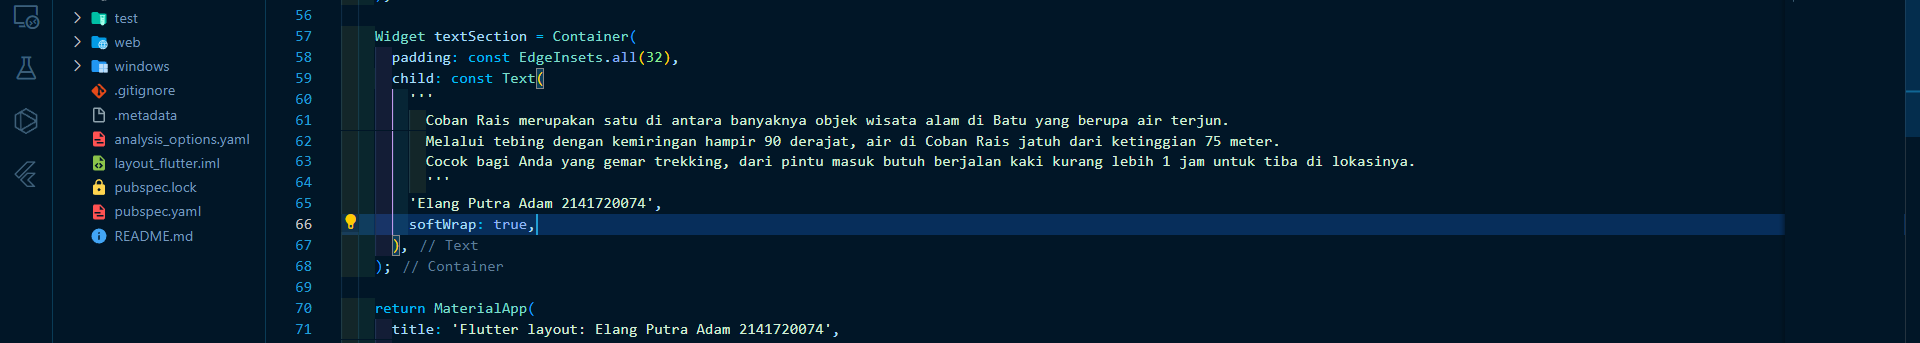 test
web
windows
.gitignore
.metadata
analysis_options.yaml
layout_flutter.iml
pubspec.lock
pubspec.yaml
README.md
56
57 Widget textSection = Container(
58 padding: const EdgeInsets.all(32),
59 child: const Text(
60 '''
61 Coban Rais merupakan satu di antara banyaknya objek wisata alam di Batu yang berupa air terjun.
62 Melalui tebing dengan kemiringan hampir 90 derajat, air di Coban Rais jatuh dari ketinggian 75 meter.
63 Cocok bagi Anda yang gemar trekking, dari pintu masuk butuh berjalan kaki kurang lebih 1 jam untuk tiba di lokasinya.
64 '''
65 'Elang Putra Adam 2141720074',
66 softWrap: true,
67 ), // Text
68 ); // Container
69
70 return MaterialApp(
71 title: 'Flutter layout: Elang Putra Adam 2141720074',